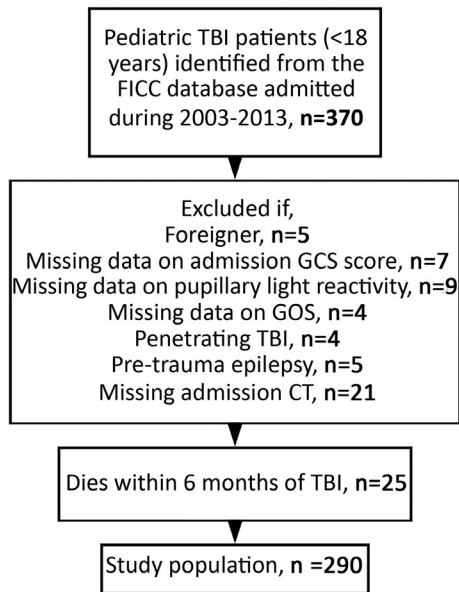 Pediatric TBI patients (<18
years) identified from the
FICC database admitted
during 2003-2013, n=370
Excluded if,
Foreigner, n=5
Missing data on admission GCS score, n=7
Missing data on pupillary light reactivity, n=9
Missing data on GOS, n=4
Penetrating TBI, n=4
Pre-trauma epilepsy, n=5
Missing admission CT, n=21
Dies within 6 months of TBI, n=25
Study population, n =290